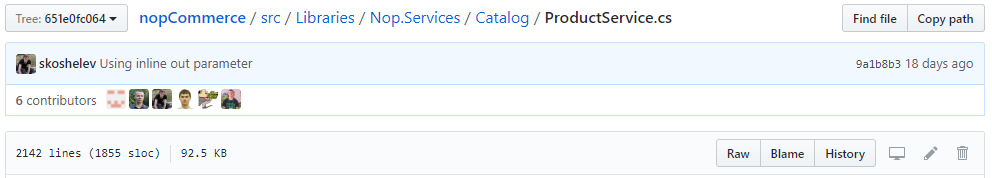 Tree: 651e0fc064 nopCommerce / src / Libraries / Nop.Services / Catalog / ProductService.cs Find file Copy path
skoshelev Using inline out parameter 9a1b8b3 18 days ago
6 contributors
2142 lines (1855 sloc) 92.5 KB Raw Blame History